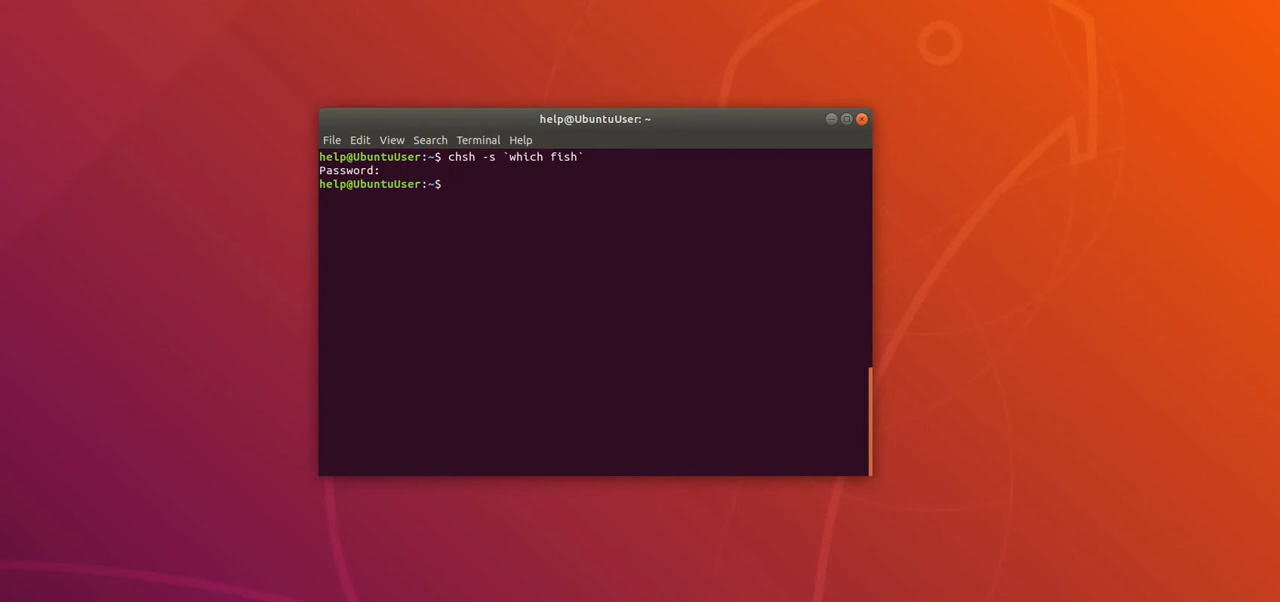 help@UbuntuUser: ~
File Edit View Search Terminal Help
help@UbuntuUser:~$ chsh -s `which fish`
Password:
help@UbuntuUser:~$